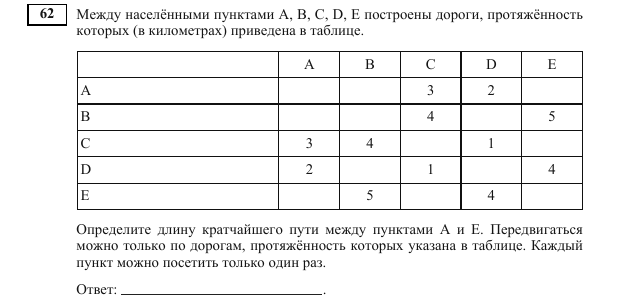 62
Между населёнными пунктами A, B, C, D, E построены дороги, протяжённость
которых (в километрах) приведена в таблице.
A B C D E
A 3 2
B 4 5
C 3 4 1
D 2 1 4
E 5 4
Определите длину кратчайшего пути между пунктами A и E. Передвигаться
можно только по дорогам, протяжённость которых указана в таблице. Каждый
пункт можно посетить только один раз.
Ответ: ______________________.